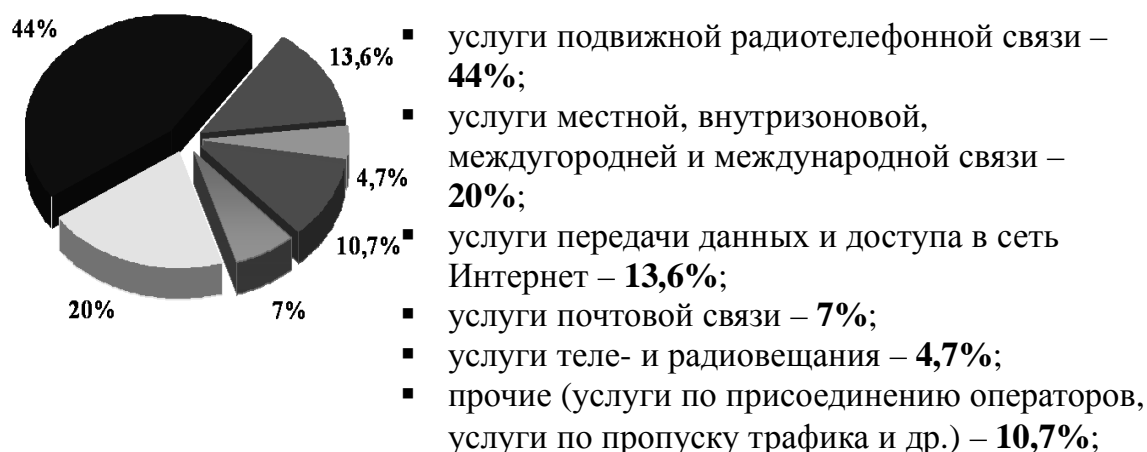 44%
13,6%
4,7%
10,7%
7%
20%
▪ услуги подвижной радиотелефонной связи –
44%;
▪ услуги местной, внутризоновой,
междугородней и международной связи –
20%;
▪ услуги передачи данных и доступа в сеть
Интернет – 13,6%;
▪ услуги почтовой связи – 7%;
▪ услуги теле- и радиовещания – 4,7%;
▪ прочие (услуги по присоединению операторов,
услуги по пропуску трафика и др.) – 10,7%;